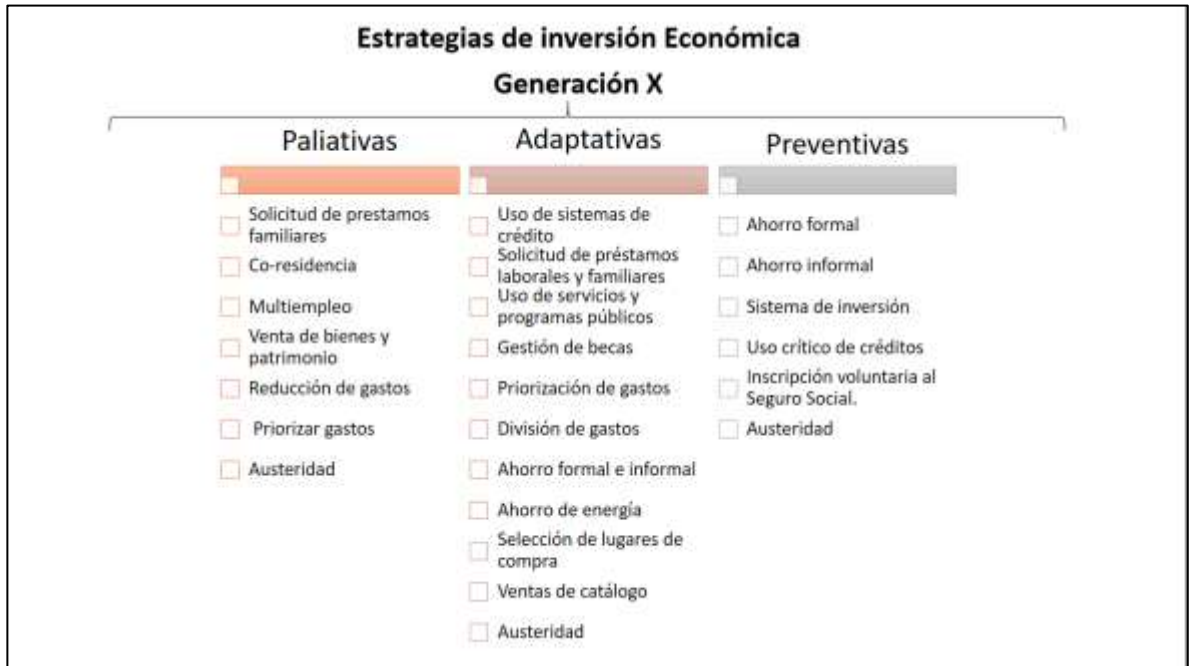 Estrategias de inversión Económica
Generación X
Paliativas
Solicitud de prestamos
familiares
Co-residencia
Multiempleo
Venta de bienes y
patrimonio
Reducción de gastos
Priorizar gastos
Austeridad
Adaptativas
Uso de sistemas de
crédito
Solicitud de préstamos
laborales y familiares
Uso de servicios y
programas públicos
Gestión de becas
Priorización de gastos
División de gastos
Ahorro formal e informal
Ahorro de energía
Selección de lugares de
compra
Ventas de catálogo
Austeridad
Preventivas
Ahorro formal
Ahorro informal
Sistema de inversión
Uso crítico de créditos
Inscripción voluntaria al
Seguro Social.
Austeridad